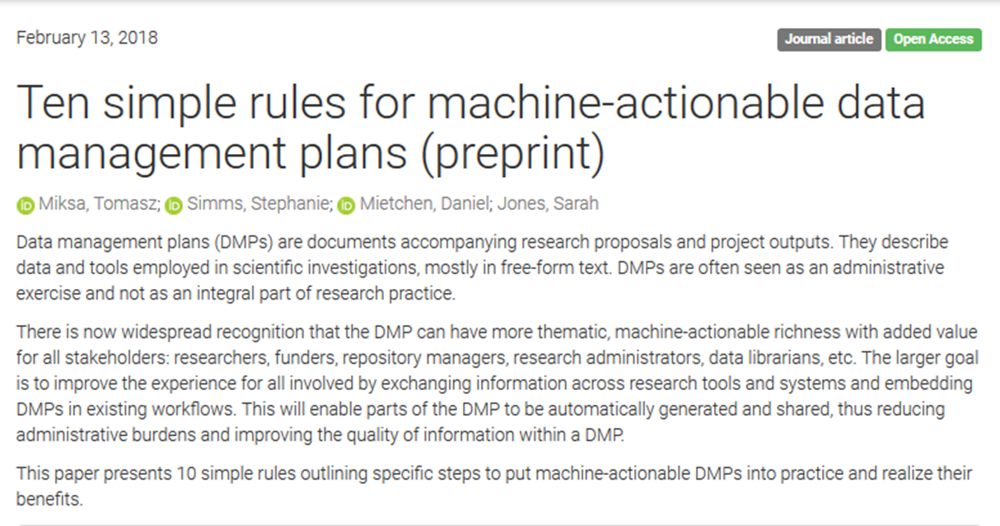 February 13, 2018
Journal article Open Access
Ten simple rules for machine-actionable data
management plans (preprint)
iD Miksa, Tomasz; iD Simms, Stephanie; iD Mietchen, Daniel; Jones, Sarah
Data management plans (DMPs) are documents accompanying research proposals and project outputs. They describe
data and tools employed in scientific investigations, mostly in free-form text. DMPs are often seen as an administrative
exercise and not as an integral part of research practice.
There is now widespread recognition that the DMP can have more thematic, machine-actionable richness with added value
for all stakeholders: researchers, funders, repository managers, research administrators, data librarians, etc. The larger goal
is to improve the experience for all involved by exchanging information across research tools and systems and embedding
DMPs in existing workflows. This will enable parts of the DMP to be automatically generated and shared, thus reducing
administrative burdens and improving the quality of information within a DMP.
This paper presents 10 simple rules outlining specific steps to put machine-actionable DMPs into practice and realize their
benefits.